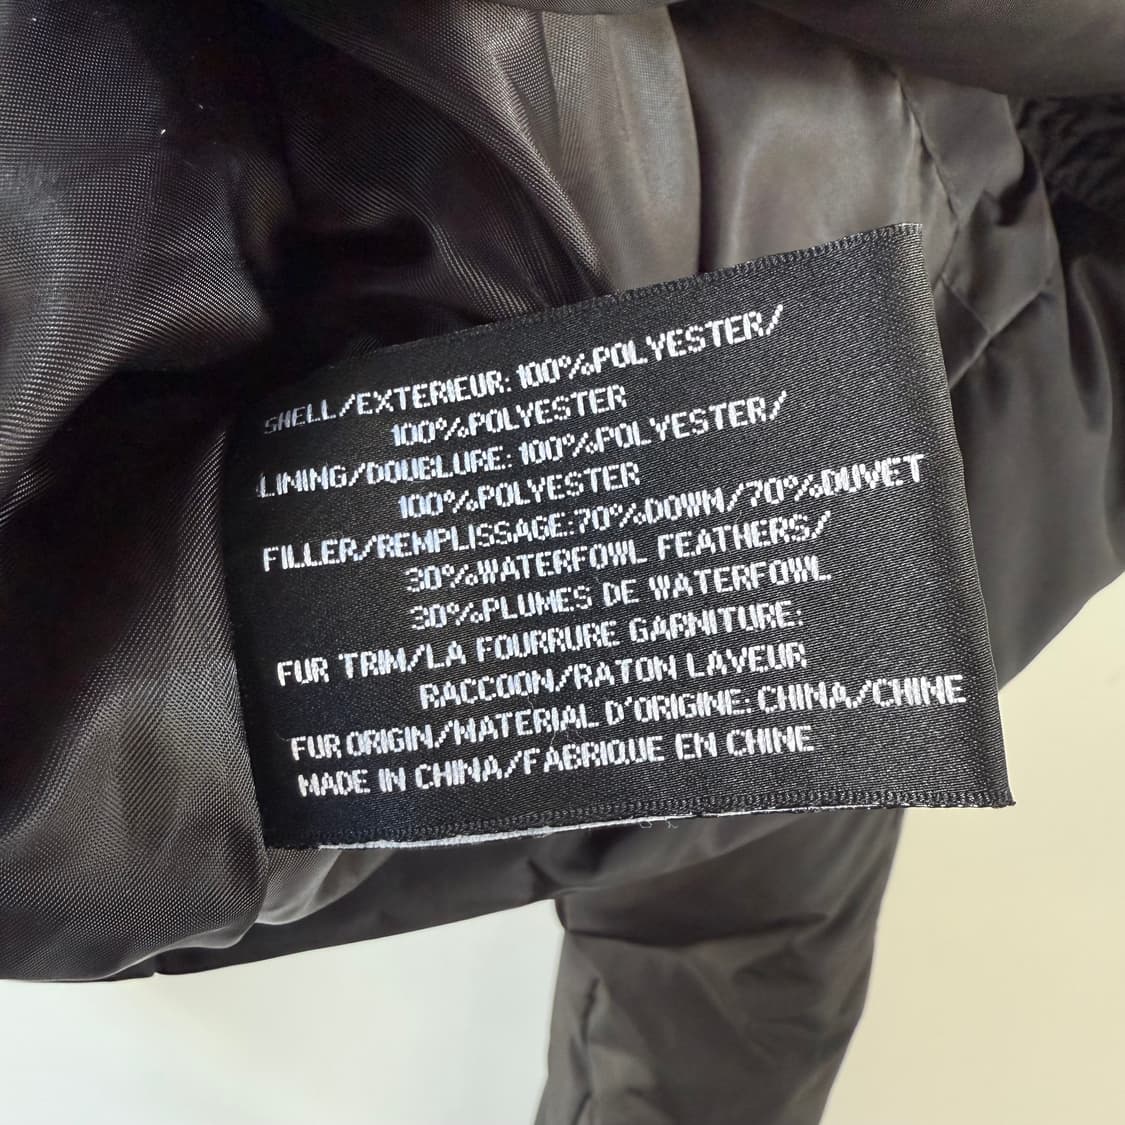 SHELL/EXTERIEUR: 100%POLYESTER/
100%POLYESTER
LINING/DOUBLURE: 100%POLYESTER/
100%POLYESTER
FILLER/REMPLISSAGE:70%DOWN/70%DUVET
30%WATERFOWL FEATHERS/
30%PLUMES DE WATERFOWL
FUR TRIM/LA FOURRURE GARNITURE:
RACCOON/RATON LAVEUR
FUR ORIGIN/MATERIAL D'ORIGINE: CHINA/CHINE
MADE IN CHINA/FABRIQUE EN CHINE